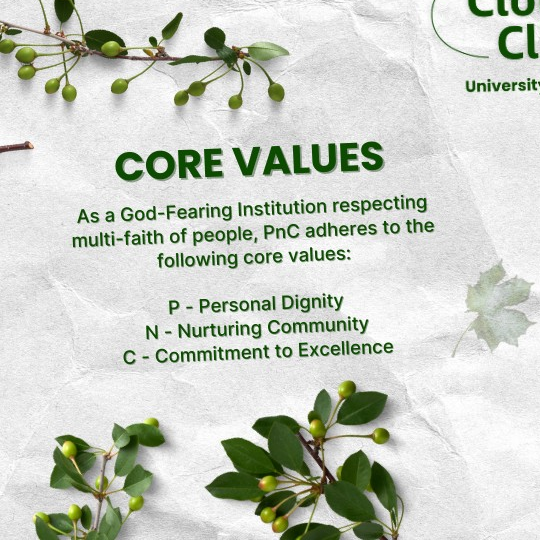 University
CORE VALUES
As a God-Fearing Institution respecting
multi-faith of people, PnC adheres to the
following core values:
P - Personal Dignity
N - Nurturing Community
C - Commitment to Excellence